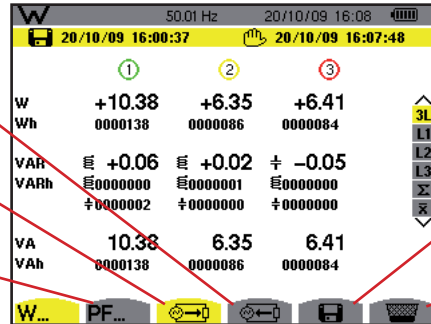 W 50.01 Hz 20/10/09 16:08
20/10/09 16:00:37 20/10/09 16:07:48
1 2 3
W +10.38 +6.35 +6.41
Wh 0000138 0000086 0000084
VAR +0.06 +0.02 −0.05
VARh 0000000 0000001 0000000
0000002 0000000 0000000
VA 10.38 6.35 6.41
VAh 0000138 0000086 0000084
3L
L1
L2
L3
Σ
x̄
W... PF...